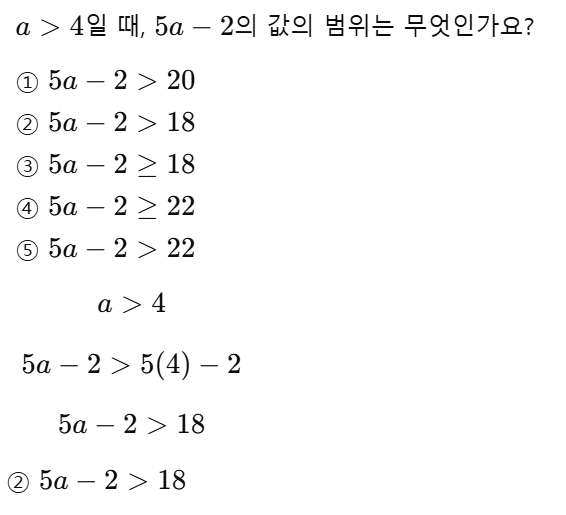 a > 4일 때, 5a − 2의 값의 범위는 무엇인가요?
① 5a − 2 > 20
② 5a − 2 > 18
③ 5a − 2 ≥ 18
④ 5a − 2 ≥ 22
⑤ 5a − 2 > 22
a > 4
5a − 2 > 5(4) − 2
5a − 2 > 18
② 5a − 2 > 18